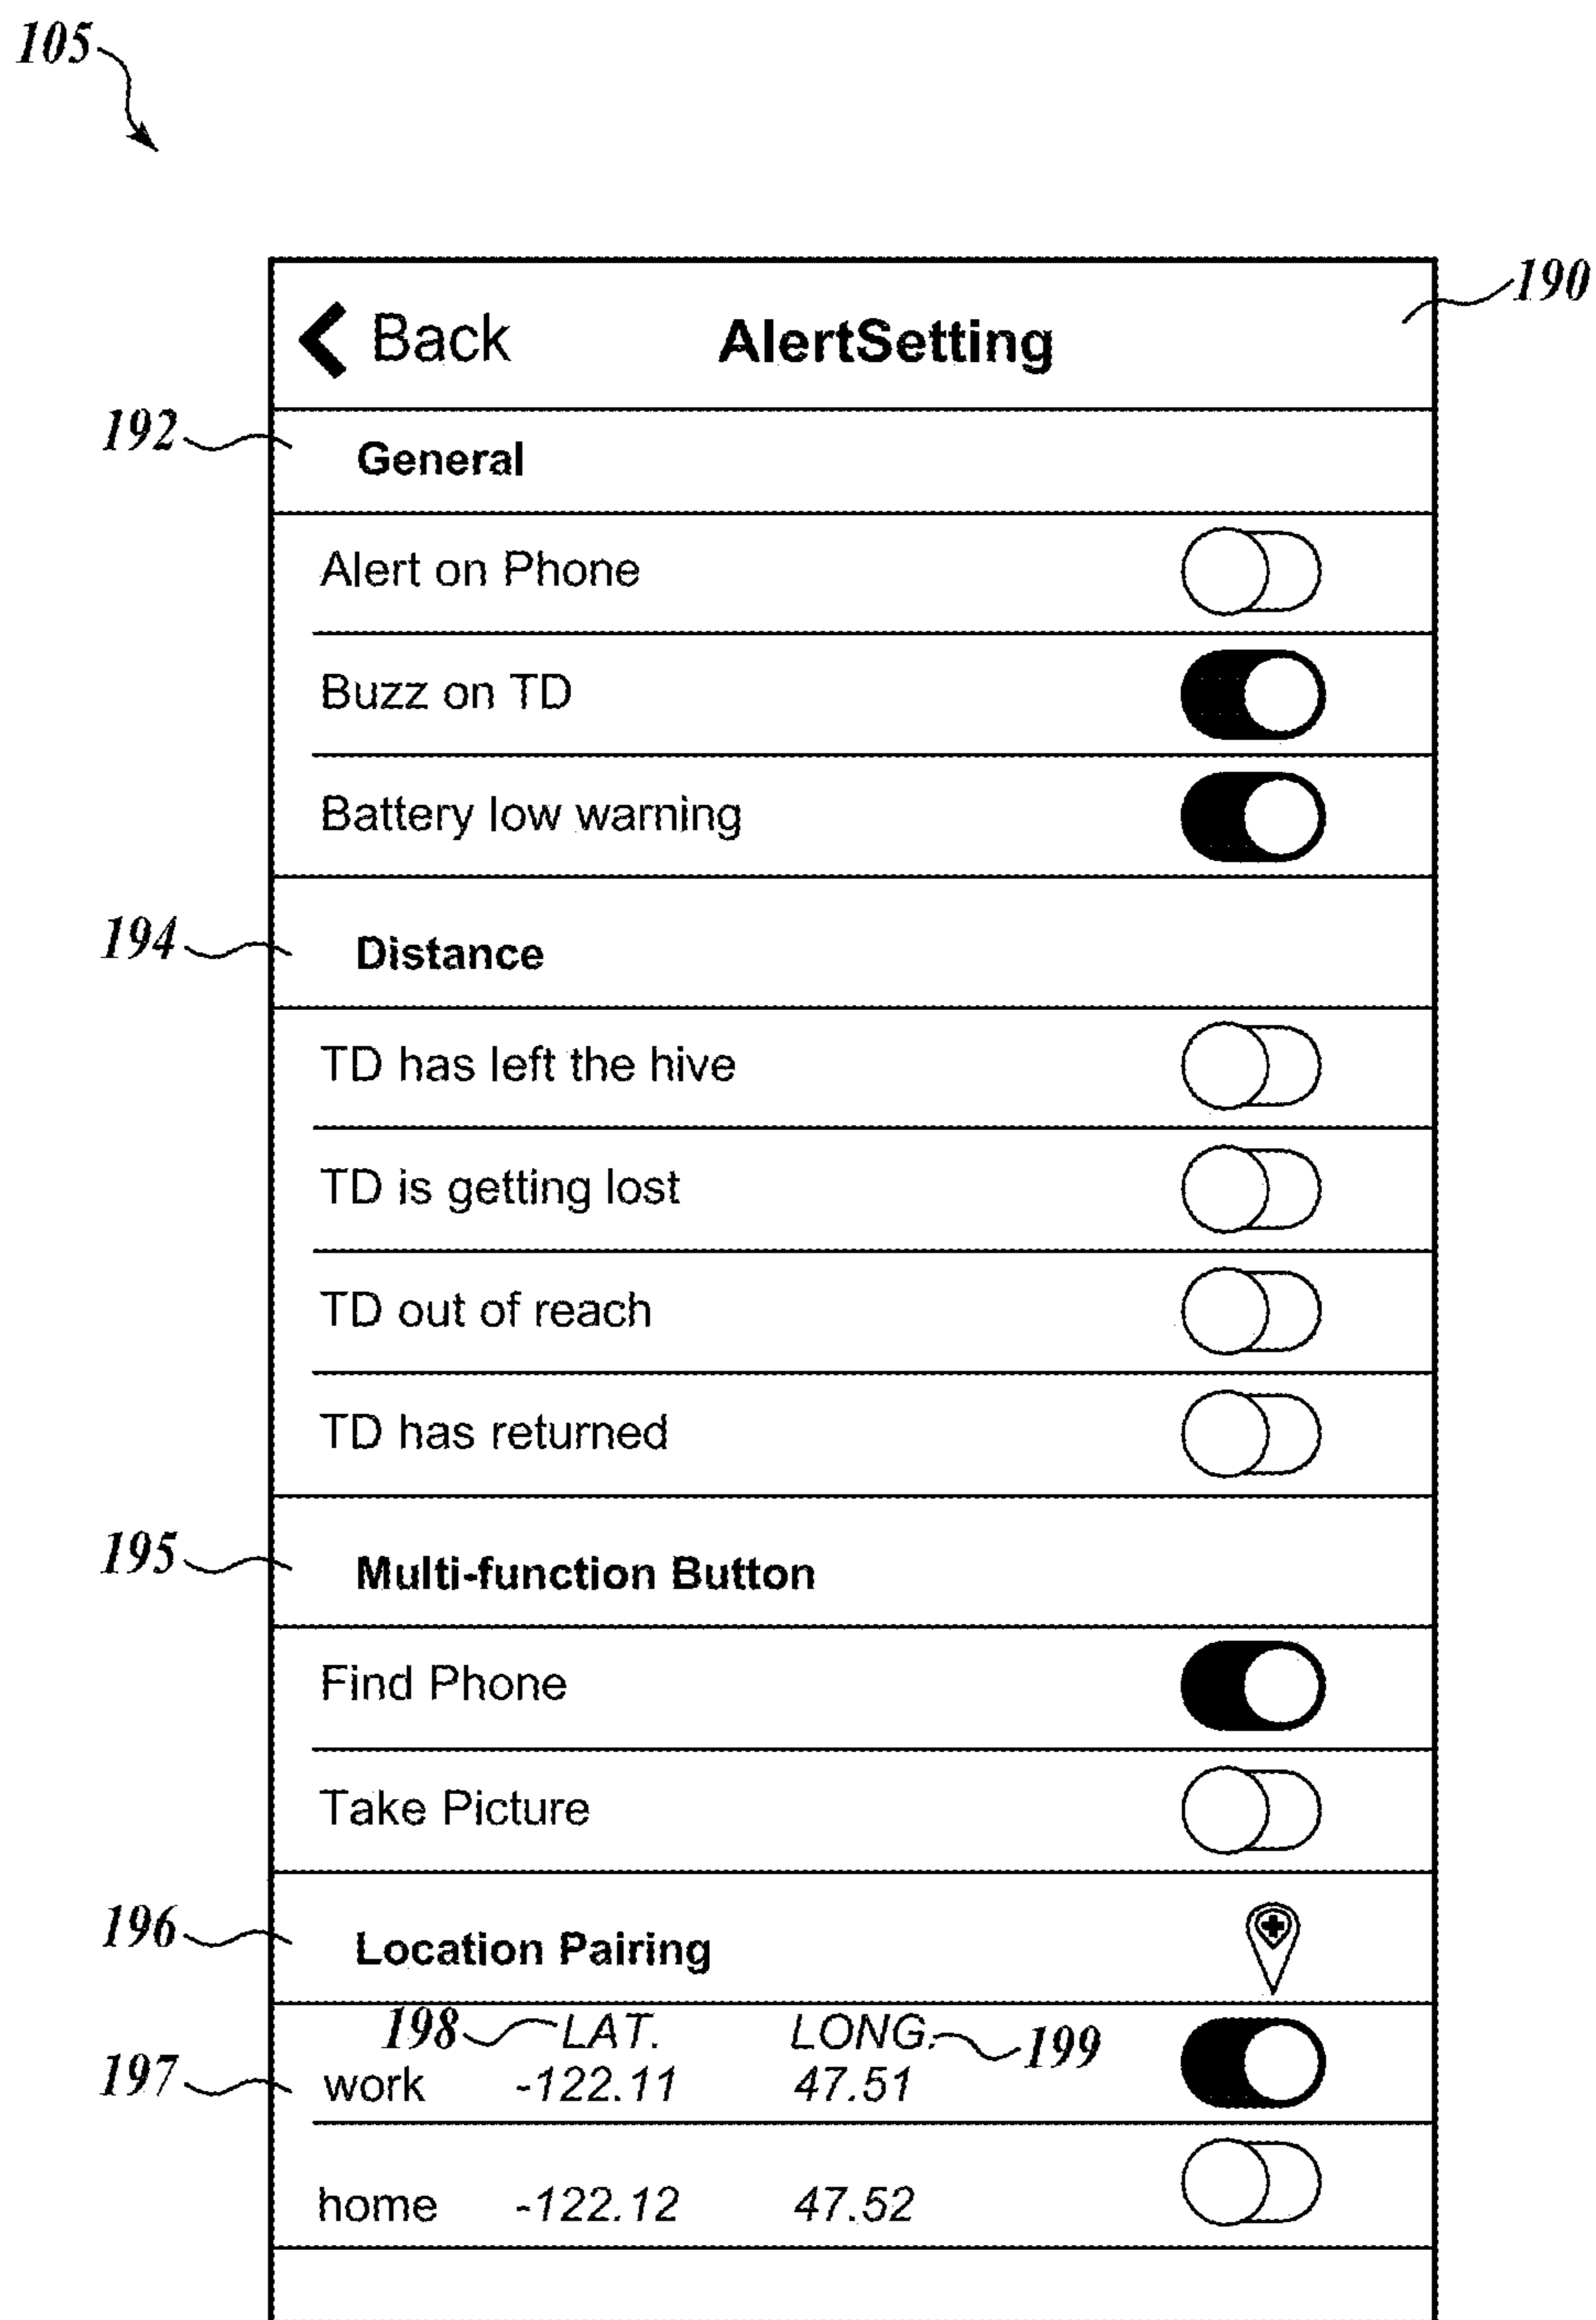 105
190
Back AlertSetting
192 General
Alert on Phone
Buzz on TD
Battery low warning
194 Distance
TD has left the hive
TD is getting lost
TD out of reach
TD has returned
195 Multi-function Button
Find Phone
Take Picture
196 Location Pairing
198 LAT. LONG. 199
197 work -122.11 47.51
home -122.12 47.52